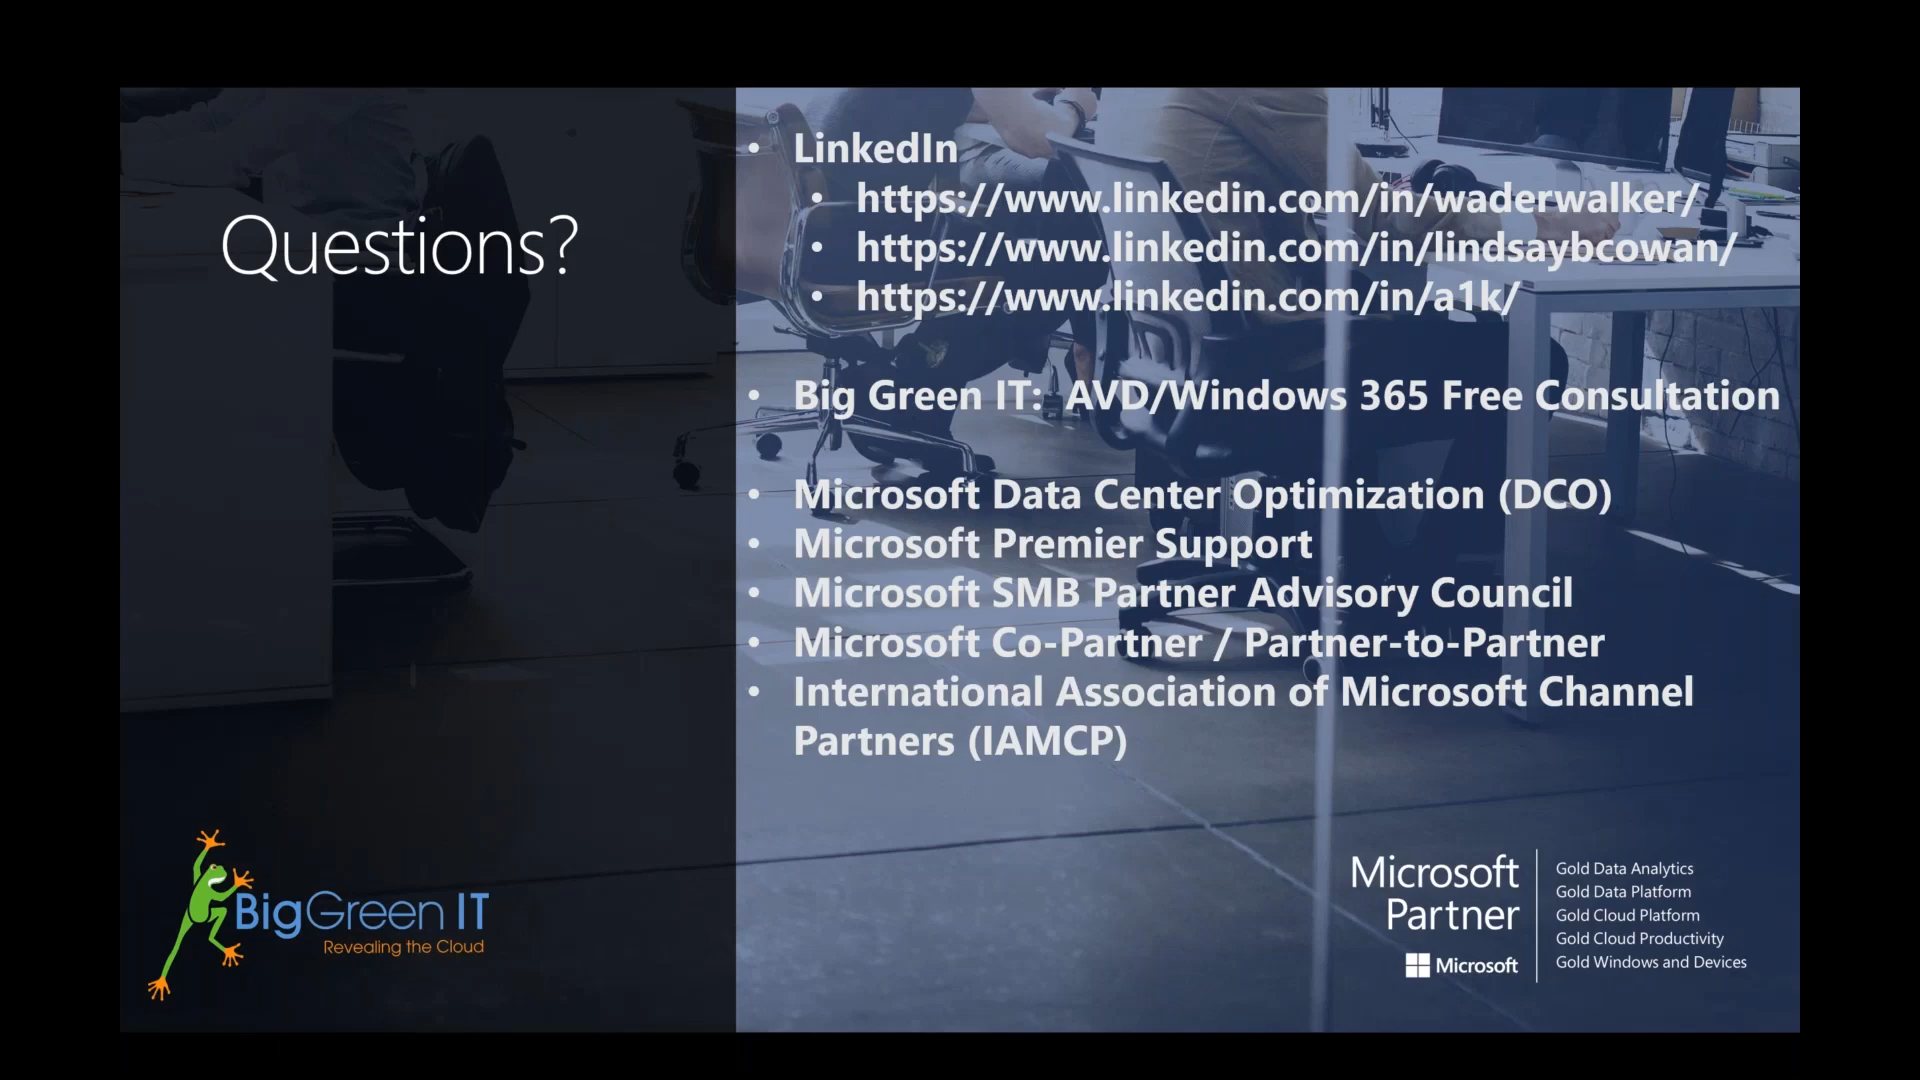 Questions?
• LinkedIn
• https://www.linkedin.com/in/waderwalker/
• https://www.linkedin.com/in/lindsaybcowan/
• https://www.linkedin.com/in/a1k/
• Big Green IT: AVD/Windows 365 Free Consultation
• Microsoft Data Center Optimization (DCO)
• Microsoft Premier Support
• Microsoft SMB Partner Advisory Council
• Microsoft Co-Partner / Partner-to-Partner
• International Association of Microsoft Channel
Partners (IAMCP)
BigGreen IT
Revealing the Cloud
Microsoft
Partner
Microsoft
Gold Data Analytics
Gold Data Platform
Gold Cloud Platform
Gold Cloud Productivity
Gold Windows and Devices